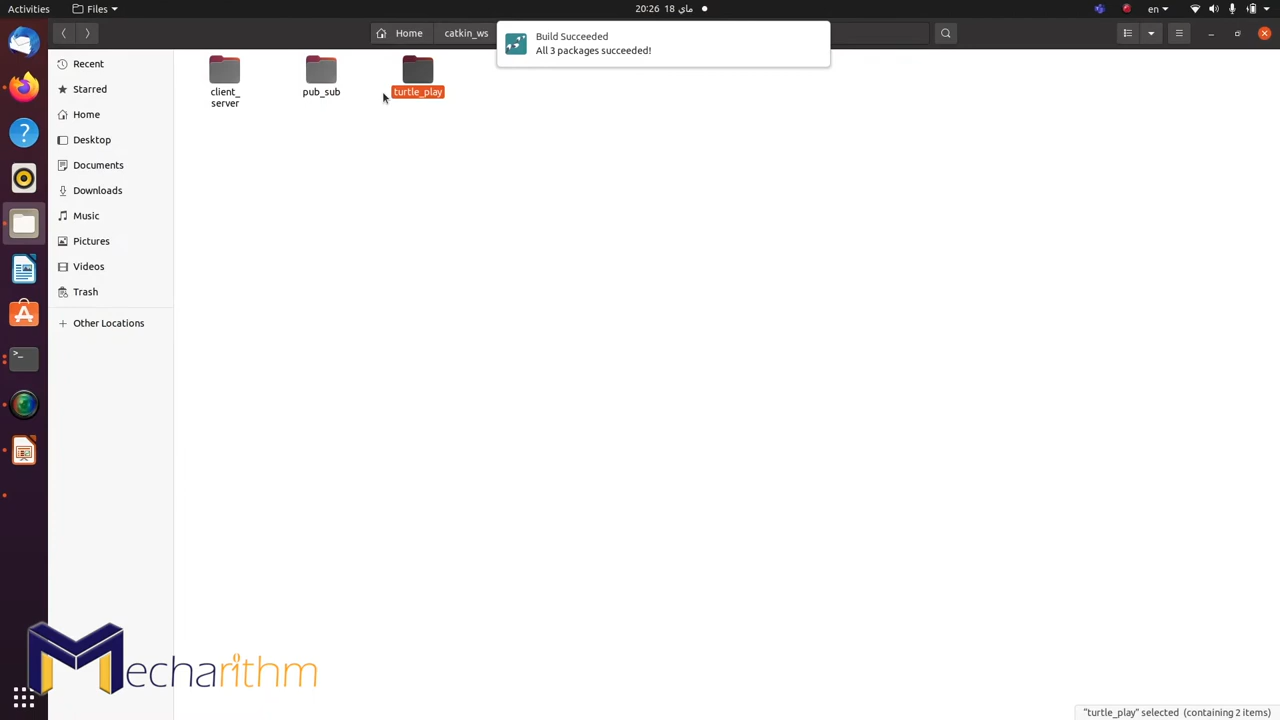 Activities
Files
20:26 18 ماي
en
Home
catkin_ws
Build Succeeded
All 3 packages succeeded!
Recent
Starred
Home
Desktop
Documents
Downloads
Music
Pictures
Videos
Trash
Other Locations
client_
server
pub_sub
turtle_play
Mecharithm
"turtle_play" selected (containing 2 items)